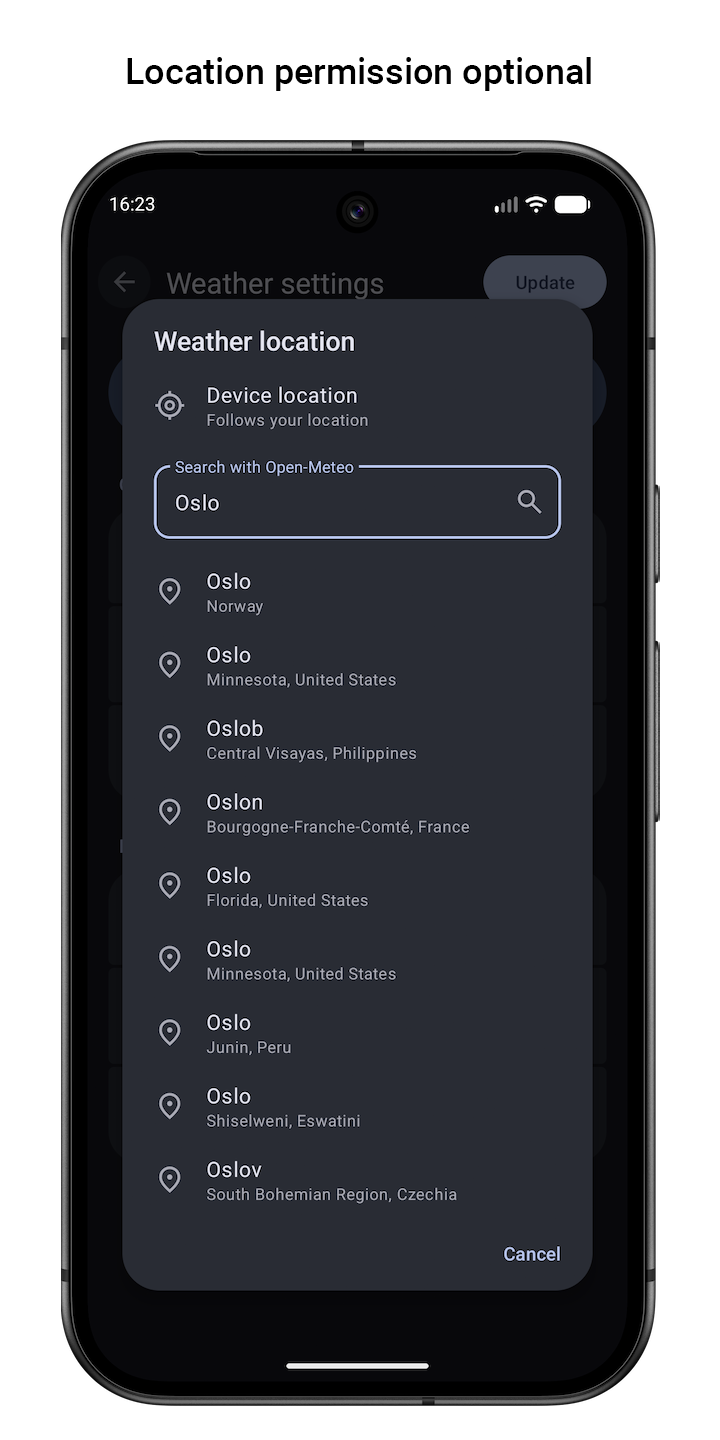 Location permission optional
16:23
Weather settings
Update
Weather location
Device location
Follows your location
Search with Open-Meteo
Oslo
Oslo
Norway
Oslo
Minnesota, United States
Oslob
Central Visayas, Philippines
Oslon
Bourgogne-Franche-Comté, France
Oslo
Florida, United States
Oslo
Minnesota, United States
Oslo
Junin, Peru
Oslo
Shiselweni, Eswatini
Oslov
South Bohemian Region, Czechia
Cancel